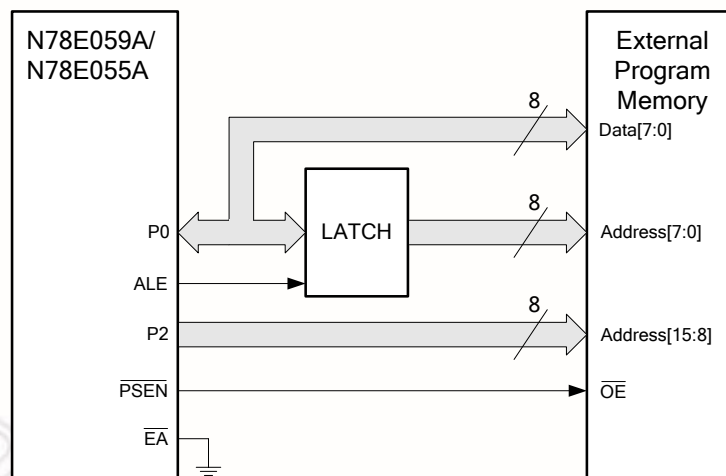 N78E059A/
N78E055A
External
Program
Memory
8
Data[7:0]
8
P0
LATCH
Address[7:0]
ALE
8
P2
Address[15:8]
PSEN
OE
EA